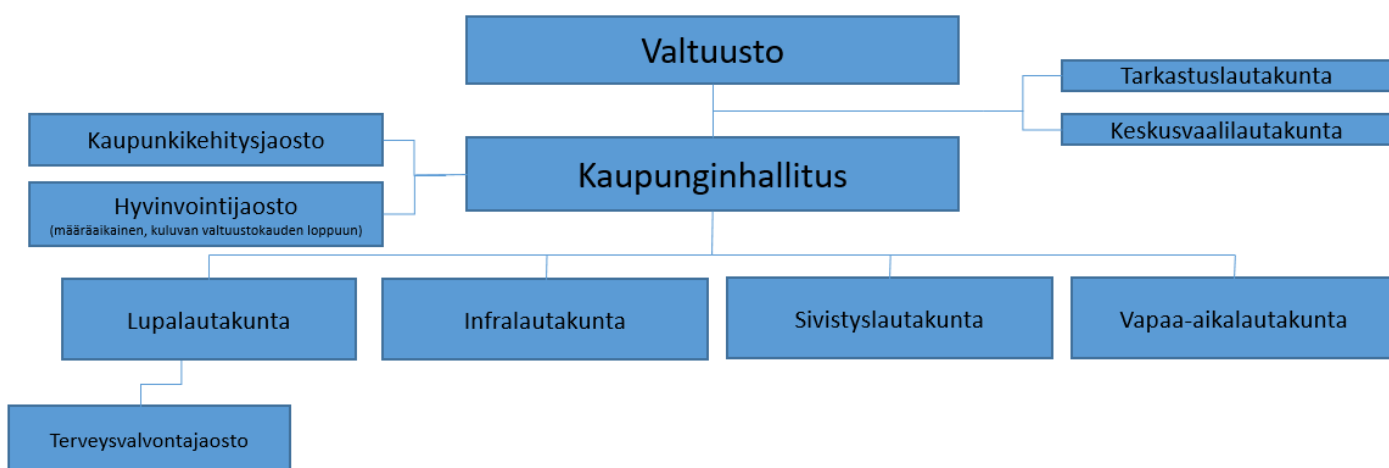 Valtuusto
Tarkastuslautakunta
Keskusvaalilautakunta
Kaupunkikehitysjaosto
Kaupunginhallitus
Hyvinvointijaosto
(määräaikainen, kuluvan valtuustokauden loppuun)
Lupalautakunta
Infralautakunta
Sivistyslautakunta
Vapaa-aikalautakunta
Terveysvalvontajaosto